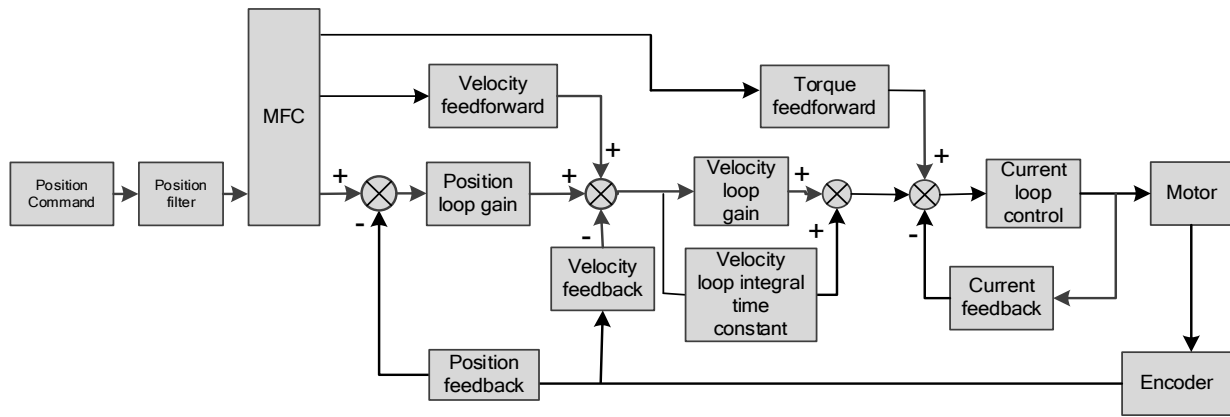 MFC
Velocity
feedforward
Torque
feedforward
+
+
Position
Command
Position
filter
+
Position
loop gain
+
Velocity
loop
gain
+
Current
loop
control
Motor
-
-
+
-
Velocity
feedback
Velocity
loop integral
time
constant
Current
feedback
Position
feedback
Encoder